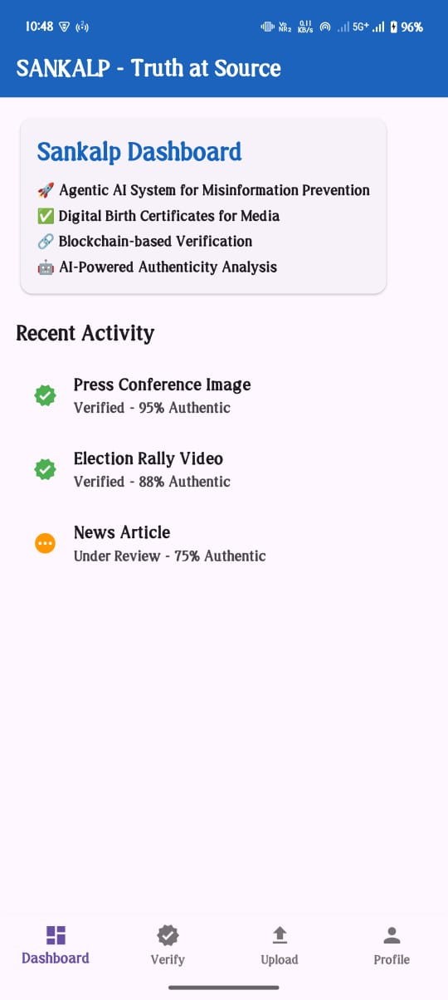 10:48 Vo NR2 0.11 KB/s 5G+ 96%
SANKALP - Truth at Source
Sankalp Dashboard
🚀 Agentic AI System for Misinformation Prevention
✅ Digital Birth Certificates for Media
🔗 Blockchain-based Verification
🤖 AI-Powered Authenticity Analysis
Recent Activity
Press Conference Image
Verified - 95% Authentic
Election Rally Video
Verified - 88% Authentic
News Article
Under Review - 75% Authentic
Dashboard Verify Upload Profile